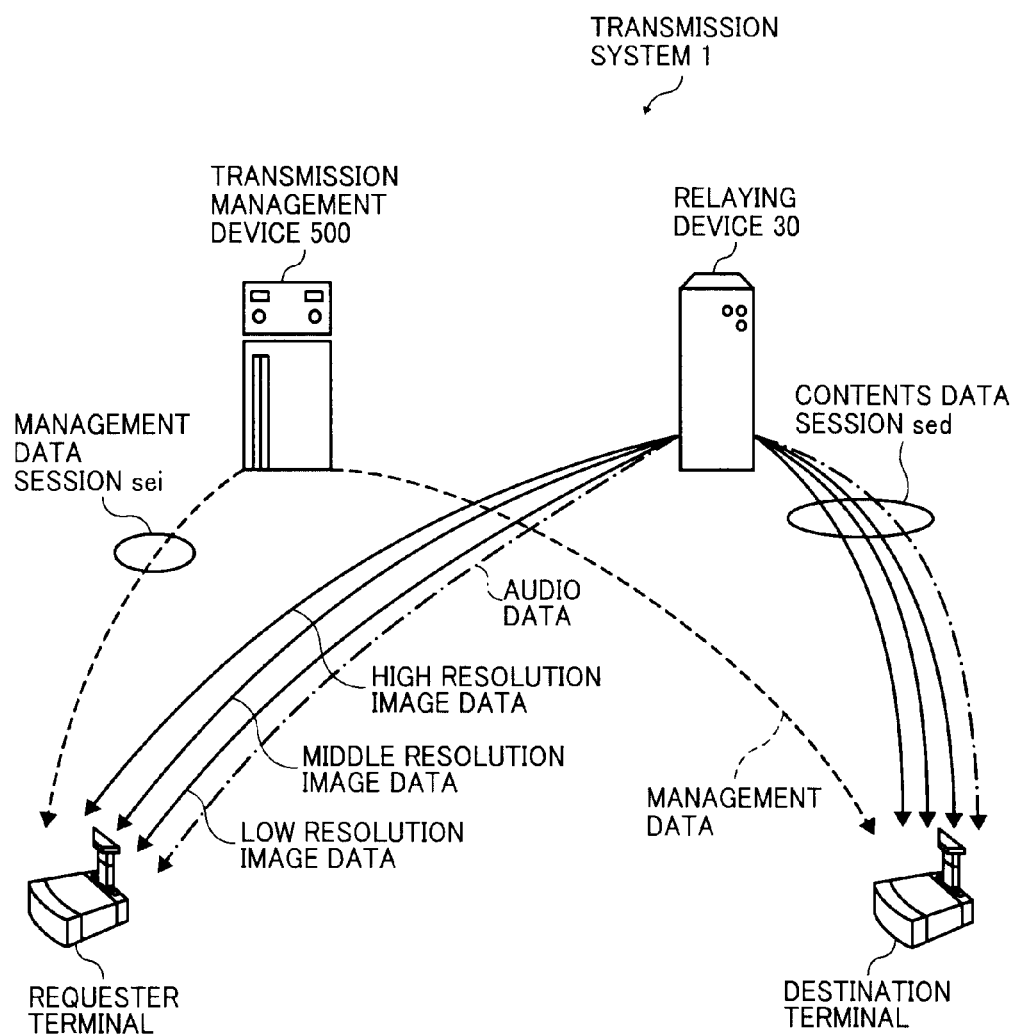 TRANSMISSION
SYSTEM 1
TRANSMISSION
MANAGEMENT
DEVICE 500
RELAYING
DEVICE 30
MANAGEMENT
DATA
SESSION sei
CONTENTS DATA
SESSION sed
AUDIO
DATA
HIGH RESOLUTION
IMAGE DATA
MIDDLE RESOLUTION
IMAGE DATA
LOW RESOLUTION
IMAGE DATA
MANAGEMENT
DATA
REQUESTER
TERMINAL
DESTINATION
TERMINAL